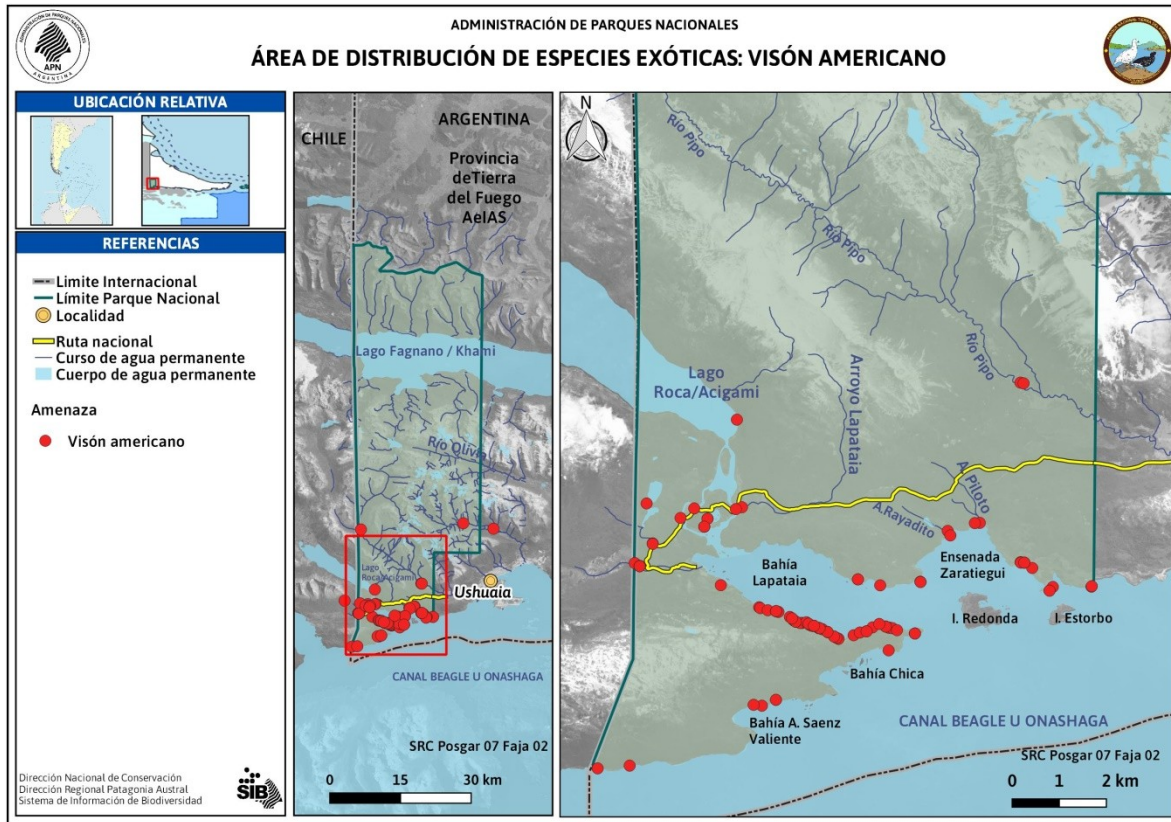 ADMINISTRACIÓN DE PARQUES NACIONALES
ÁREA DE DISTRIBUCIÓN DE ESPECIES EXÓTICAS: VISÓN AMERICANO
ADMINISTRACIÓN DE PARQUES NACIONALES
APN
ARGENTINA
UBICACIÓN RELATIVA
REFERENCIAS
Limite Internacional
Límite Parque Nacional
Localidad
Ruta nacional
Curso de agua permanente
Cuerpo de agua permanente
Amenaza
Visón americano
Dirección Nacional de Conservación
Dirección Regional Patagonia Austral
Sistema de Información de Biodiversidad
SIB
CHILE
ARGENTINA
Provincia
deTierra
del Fuego
AeIAS
Lago Fagnano / Khami
Río Olivia
Lago
Roca/Acigami
Ushuaia
CANAL BEAGLE U ONASHAGA
SRC Posgar 07 Faja 02
0 15 30 km
N
Río Pipo
Río Pipo
Río Pipo
Lago
Roca/Acigami
Arroyo Lapataia
A. Piloto
A.Rayadito
Bahía
Lapataia
Ensenada
Zaratiegui
I. Redonda
I. Estorbo
Bahía Chica
Bahía A. Saenz
Valiente
CANAL BEAGLE U ONASHAGA
SRC Posgar 07 Faja 02
0 1 2 km